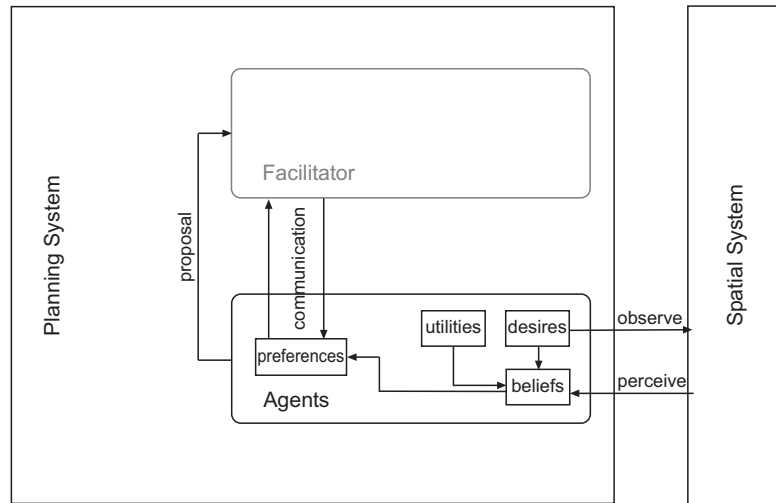 Planning System
Facilitator
proposal
communication
utilities
desires
observe
preferences
beliefs
perceive
Agents
Spatial System